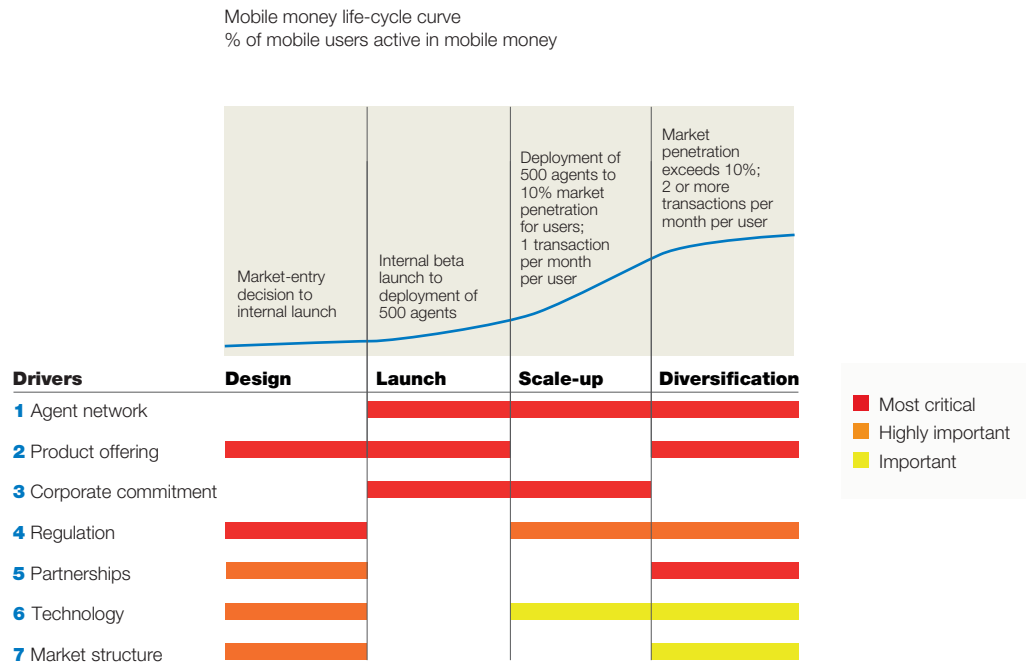 Mobile money life-cycle curve
% of mobile users active in mobile money
Market-entry
decision to
internal launch
Internal beta
launch to
deployment of
500 agents
Deployment of
500 agents to
10% market
penetration
for users;
1 transaction
per month
per user
Market
penetration
exceeds 10%;
2 or more
transactions per
month per user
Drivers Design Launch Scale-up Diversification
1 Agent network
2 Product offering
3 Corporate commitment
4 Regulation
5 Partnerships
6 Technology
7 Market structure
Most critical
Highly important
Important